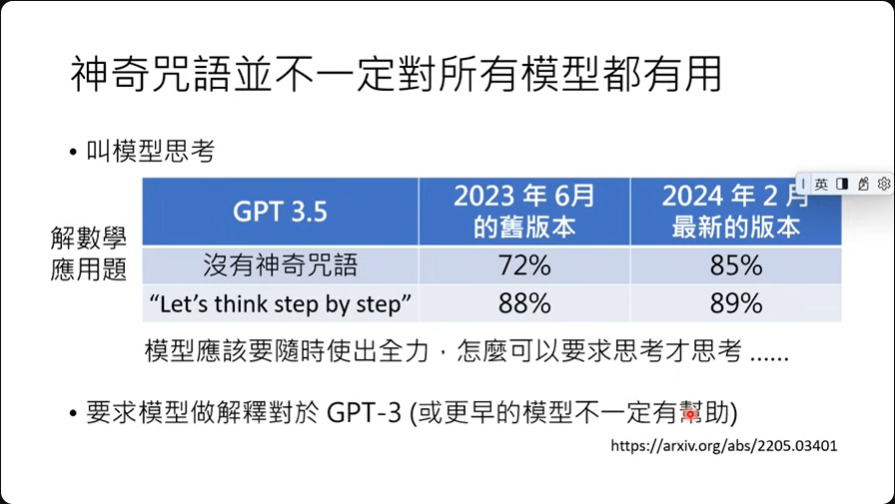 神奇咒語並不一定對所有模型都有用
• 叫模型思考
英
解數學
應用題
GPT 3.5
2023 年 6月
的舊版本
2024 年 2 月
最新的版本
沒有神奇咒語
72%
85%
“Let’s think step by step”
88%
89%
模型應該要隨時使出全力，怎麼可以要求思考才思考 ......
• 要求模型做解釋對於 GPT-3 (或更早的模型不一定有幫助)
https://arxiv.org/abs/2205.03401